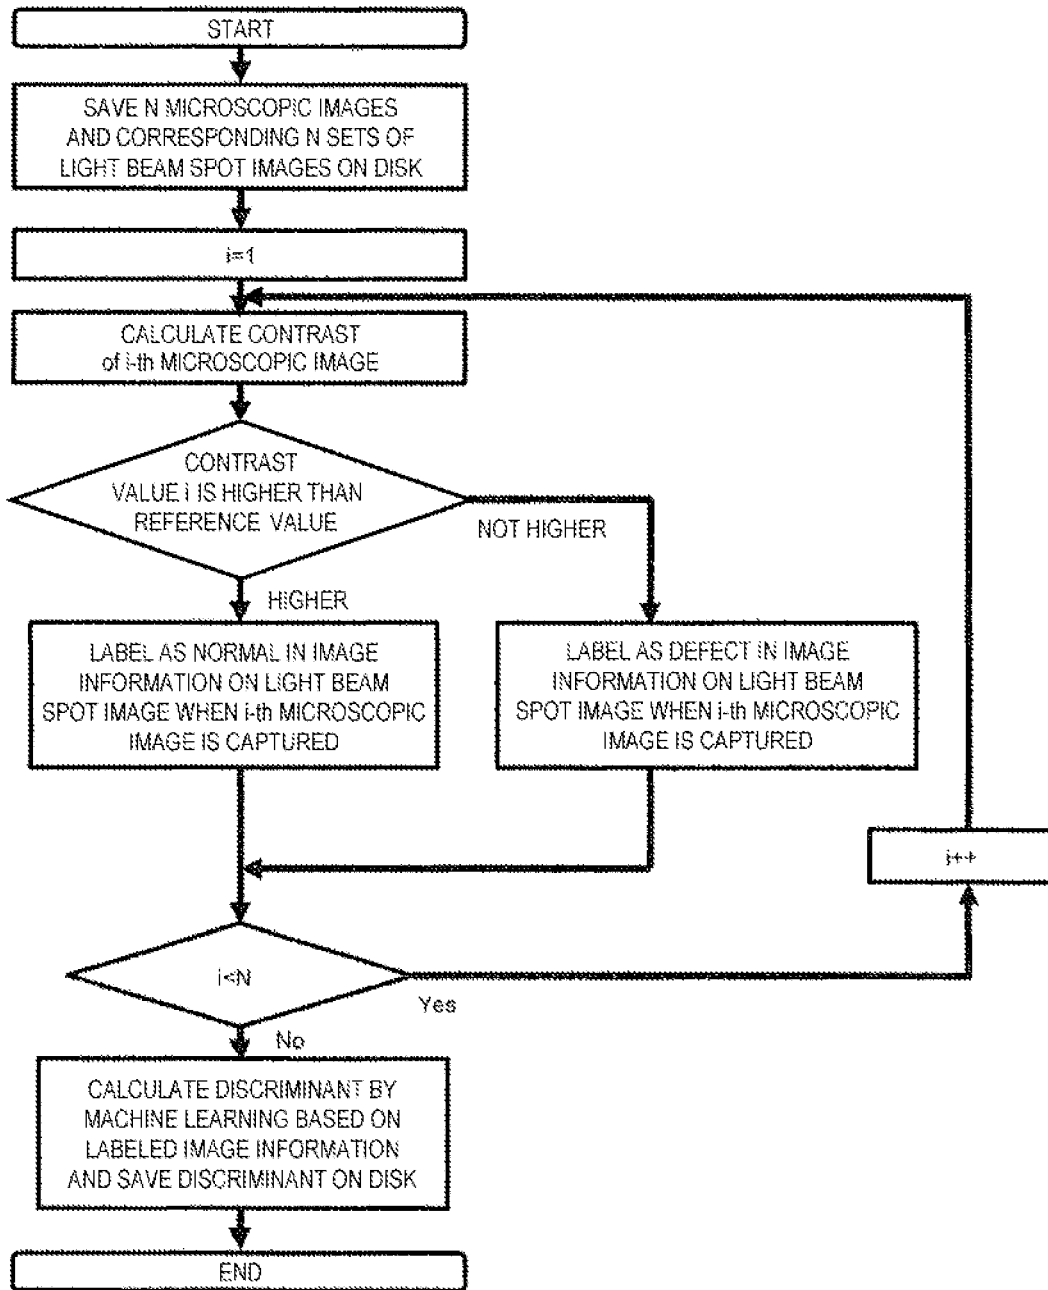 START
SAVE N MICROSCOPIC IMAGES
AND CORRESPONDING N SETS OF
LIGHT BEAM SPOT IMAGES ON DISK
i=1
CALCULATE CONTRAST
of i-th MICROSCOPIC IMAGE
CONTRAST
VALUE i IS HIGHER THAN
REFERENCE VALUE
NOT HIGHER
HIGHER
LABEL AS NORMAL IN IMAGE
INFORMATION ON LIGHT BEAM
SPOT IMAGE WHEN i-th MICROSCOPIC
IMAGE IS CAPTURED
LABEL AS DEFECT IN IMAGE
INFORMATION ON LIGHT BEAM
SPOT IMAGE WHEN i-th MICROSCOPIC
IMAGE IS CAPTURED
i++
i<N
Yes
No
CALCULATE DISCRIMINANT BY
MACHINE LEARNING BASED ON
LABELED IMAGE INFORMATION
AND SAVE DISCRIMINANT ON DISK
END